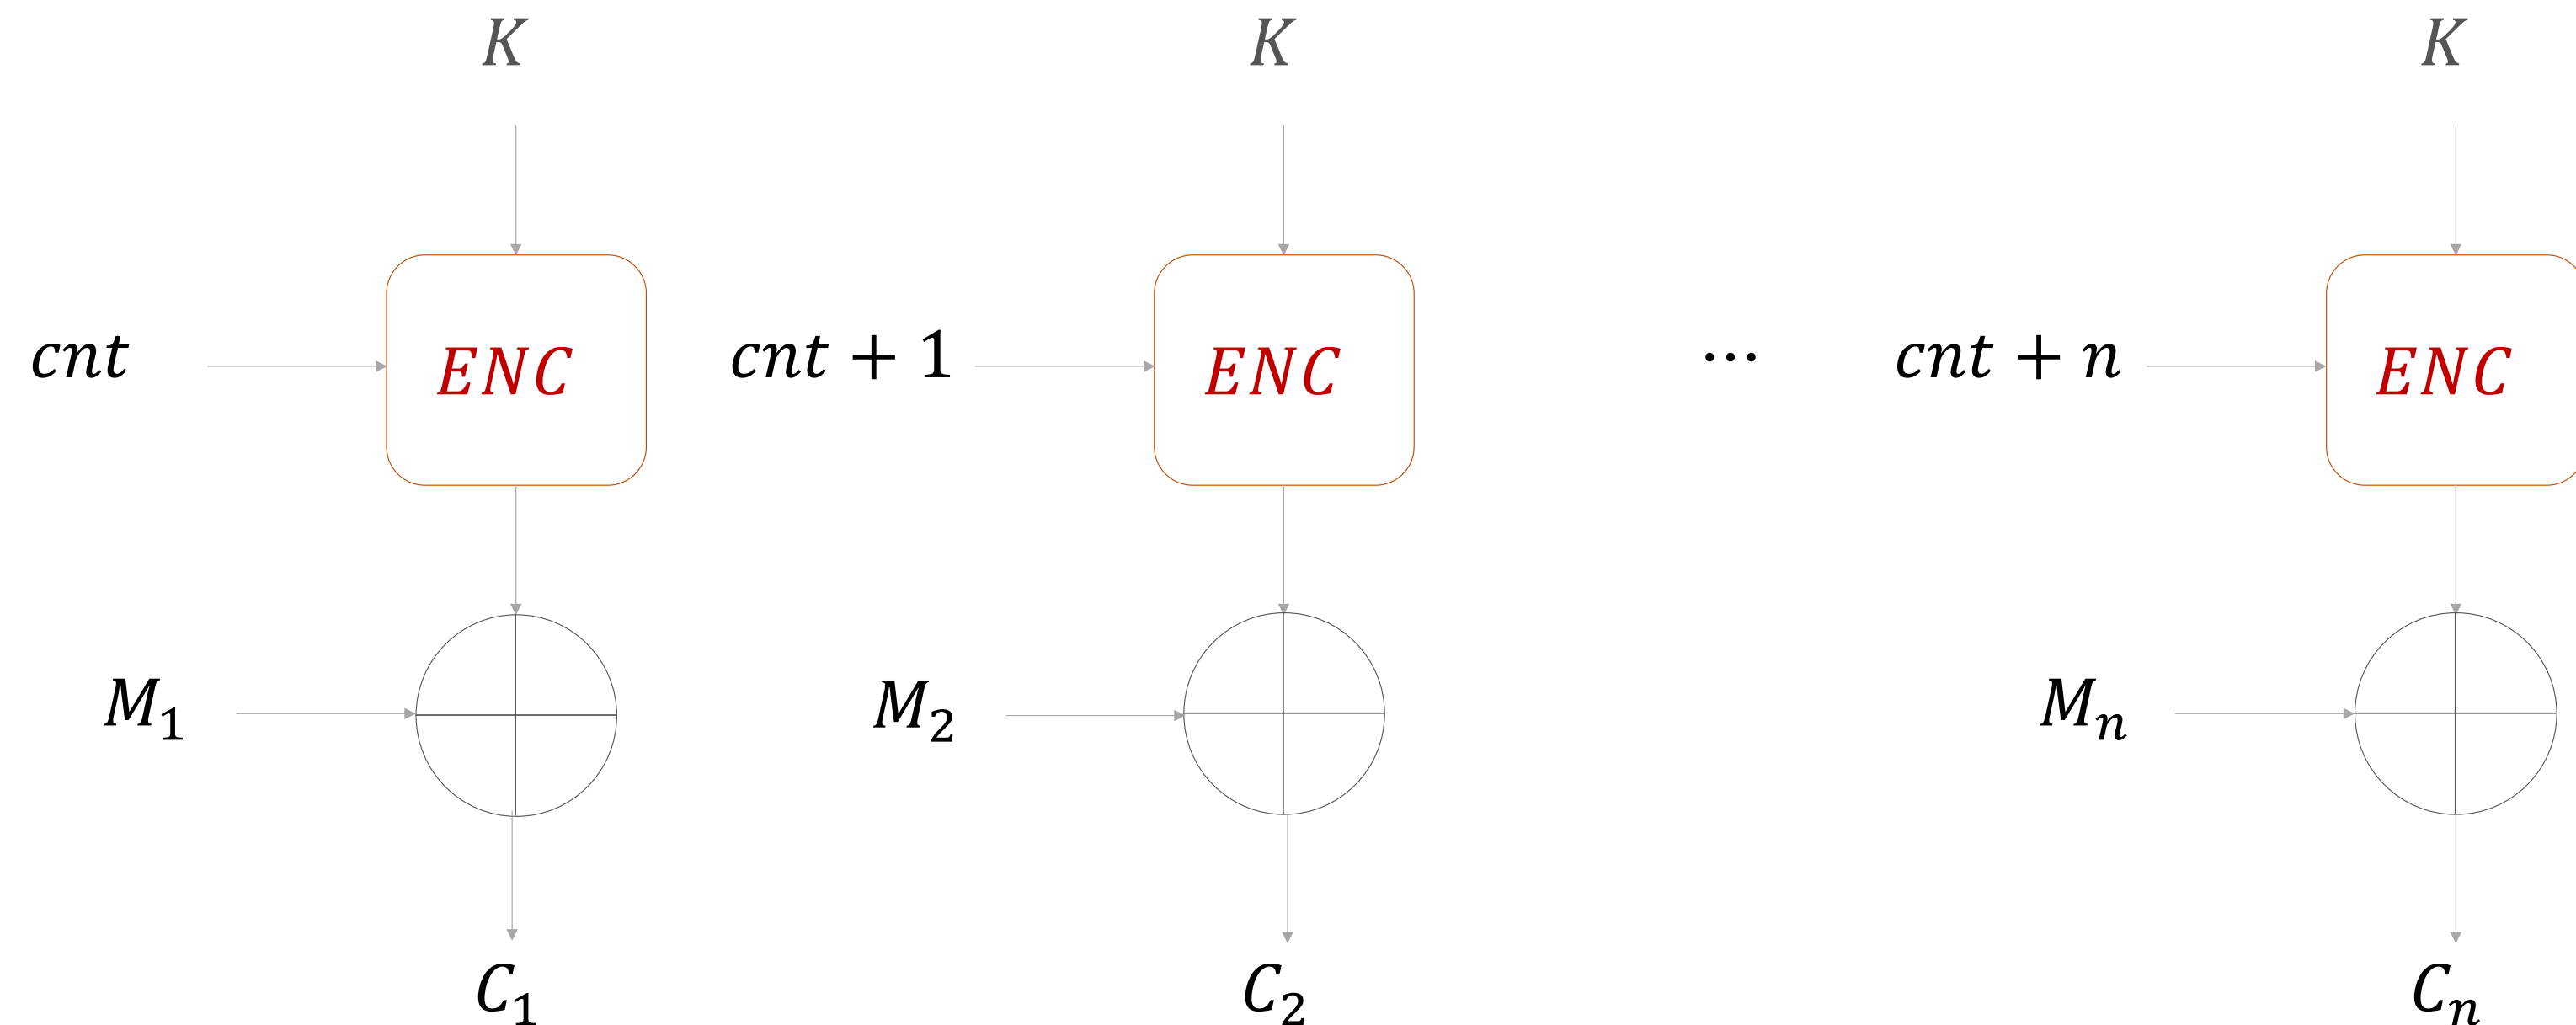 K K K
cnt ENC cnt + 1 ENC ⋯ cnt + n ENC
M₁ M₂ Mₙ
C₁ C₂ Cₙ